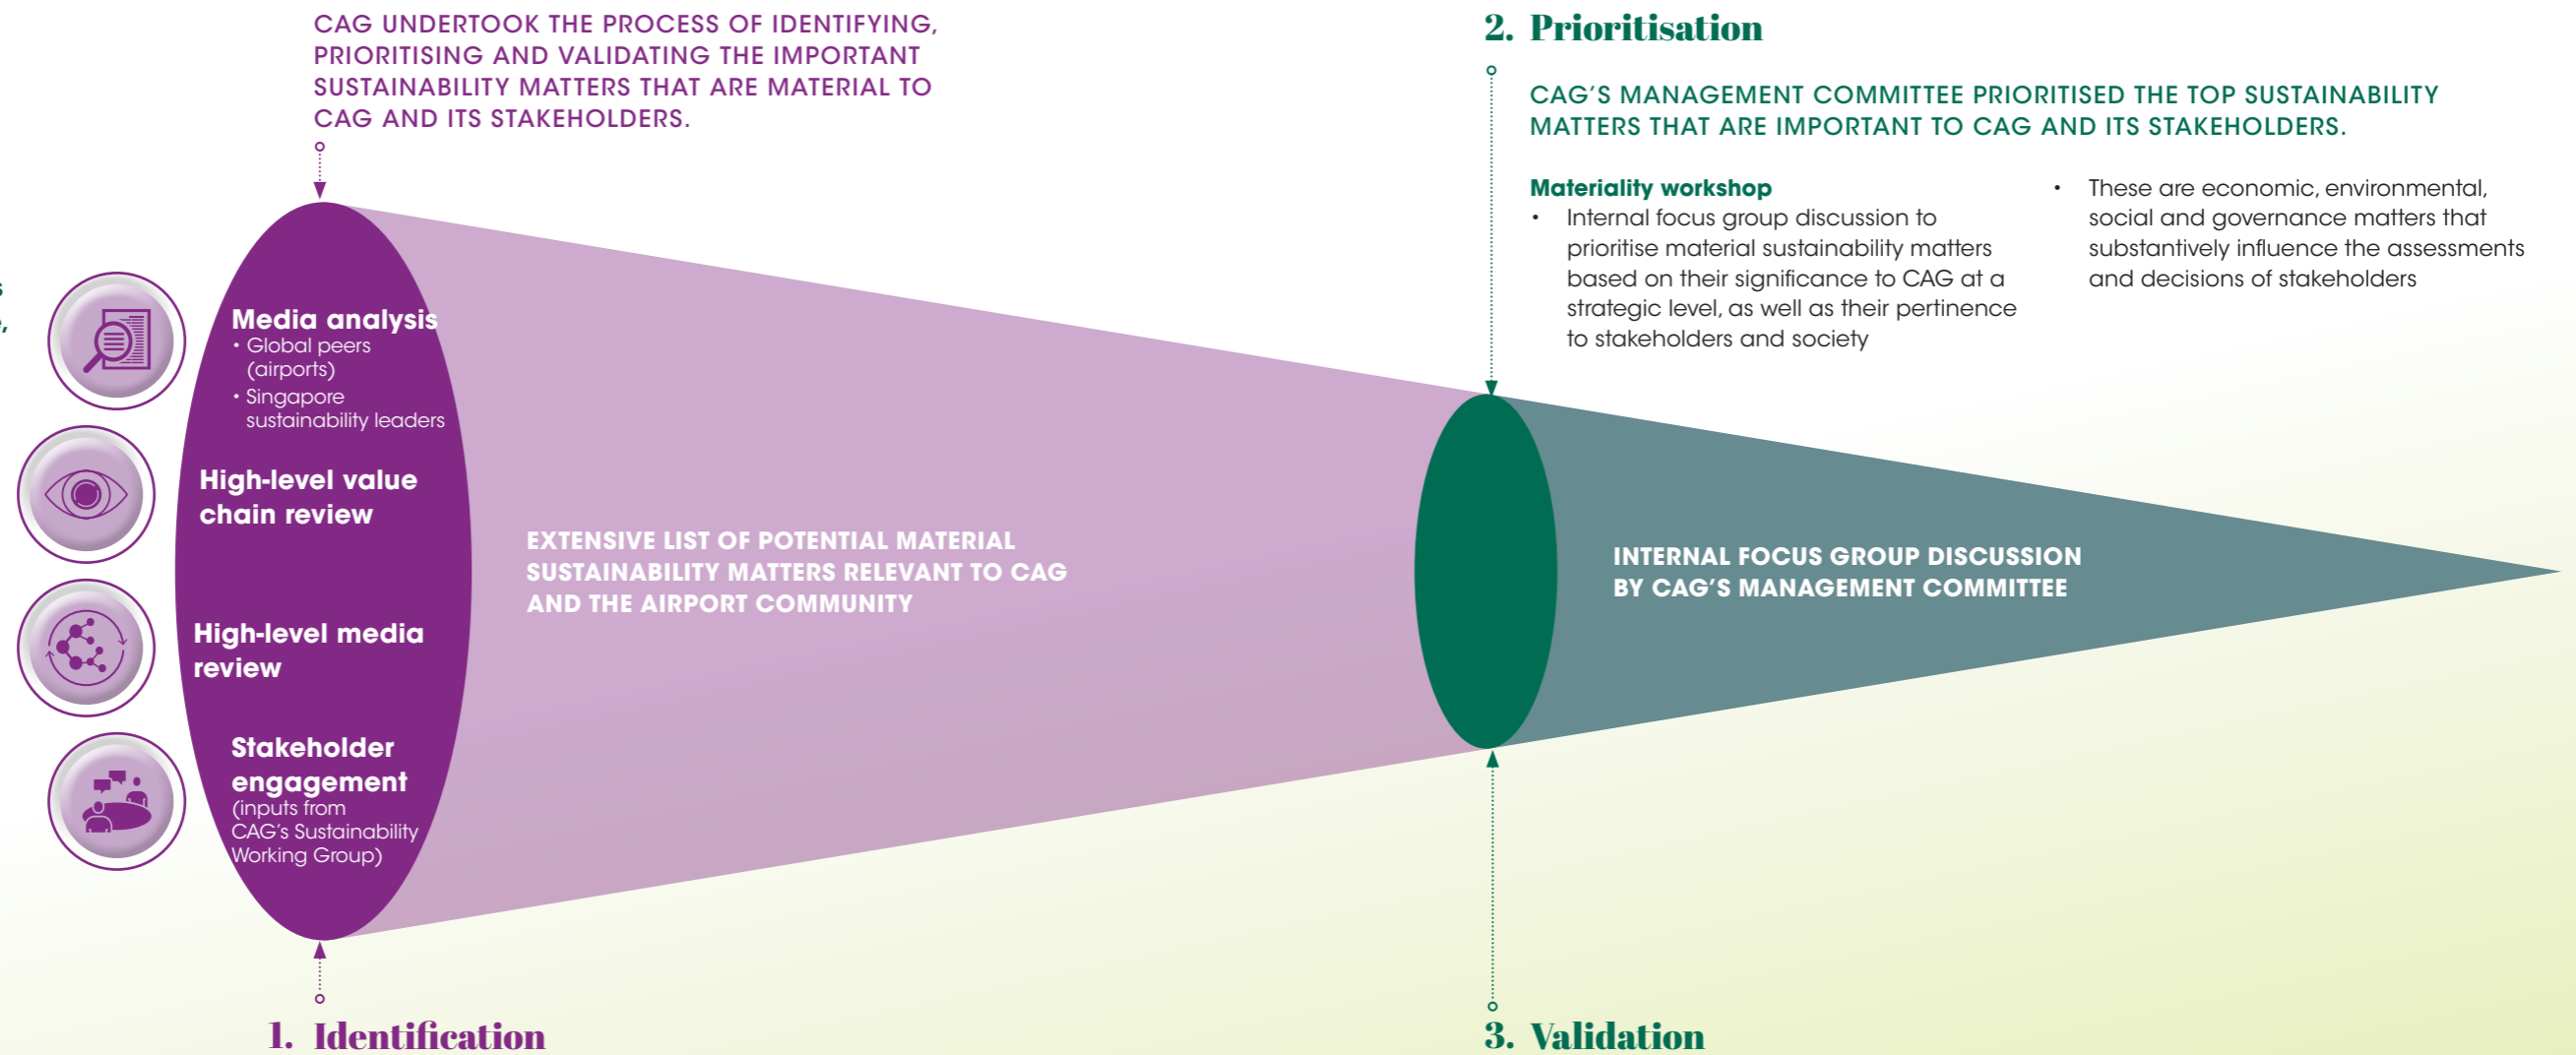 CAG UNDERTOOK THE PROCESS OF IDENTIFYING,
PRIORITISING AND VALIDATING THE IMPORTANT
SUSTAINABILITY MATTERS THAT ARE MATERIAL TO
CAG AND ITS STAKEHOLDERS.
Media analysis
• Global peers
(airports)
• Singapore
sustainability leaders
High-level value
chain review
High-level media
review
Stakeholder
engagement
(inputs from
CAG's Sustainability
Working Group)
1. Identification
EXTENSIVE LIST OF POTENTIAL MATERIAL
SUSTAINABILITY MATTERS RELEVANT TO CAG
AND THE AIRPORT COMMUNITY
2. Prioritisation
CAG'S MANAGEMENT COMMITTEE PRIORITISED THE TOP SUSTAINABILITY
MATTERS THAT ARE IMPORTANT TO CAG AND ITS STAKEHOLDERS.
Materiality workshop
• Internal focus group discussion to
prioritise material sustainability matters
based on their significance to CAG at a
strategic level, as well as their pertinence
to stakeholders and society
• These are economic, environmental,
social and governance matters that
substantively influence the assessments
and decisions of stakeholders
INTERNAL FOCUS GROUP DISCUSSION
BY CAG'S MANAGEMENT COMMITTEE
3. Validation